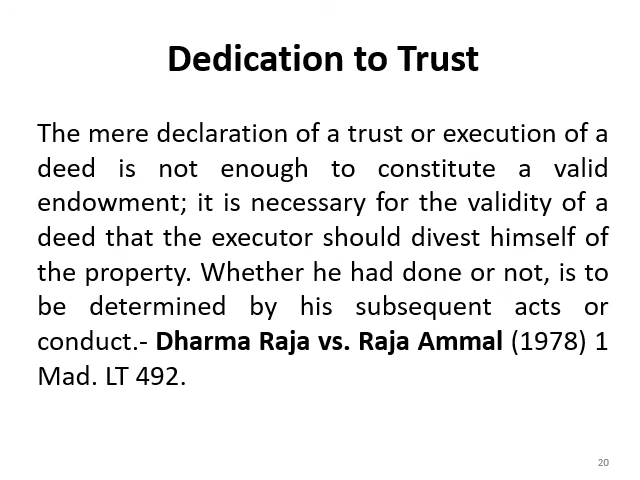 Dedication to Trust
The mere declaration of a trust or execution of a
deed is not enough to constitute a valid
endowment; it is necessary for the validity of a
deed that the executor should divest himself of
the property. Whether he had done or not, is to
be determined by his subsequent acts or
conduct.- Dharma Raja vs. Raja Ammal (1978) 1
Mad. LT 492.
20